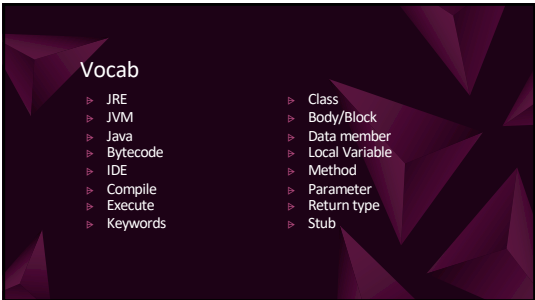 Vocab
JRE
JVM
Java
Bytecode
IDE
Compile
Execute
Keywords
Class
Body/Block
Data member
Local Variable
Method
Parameter
Return type
Stub